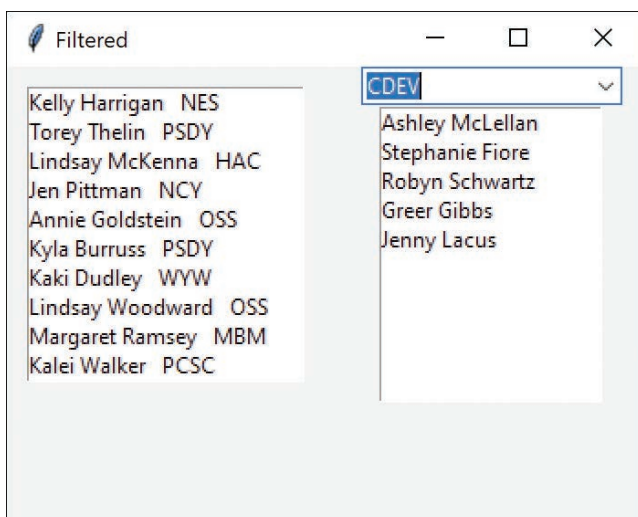 Filtered
Kelly Harrigan NES
Torey Thelin PSDY
Lindsay McKenna HAC
Jen Pittman NCY
Annie Goldstein OSS
Kyla Burruss PSDY
Kaki Dudley WYW
Lindsay Woodward OSS
Margaret Ramsey MBM
Kalei Walker PCSC
CDEV
Ashley McLellan
Stephanie Fiore
Robyn Schwartz
Greer Gibbs
Jenny Lacus